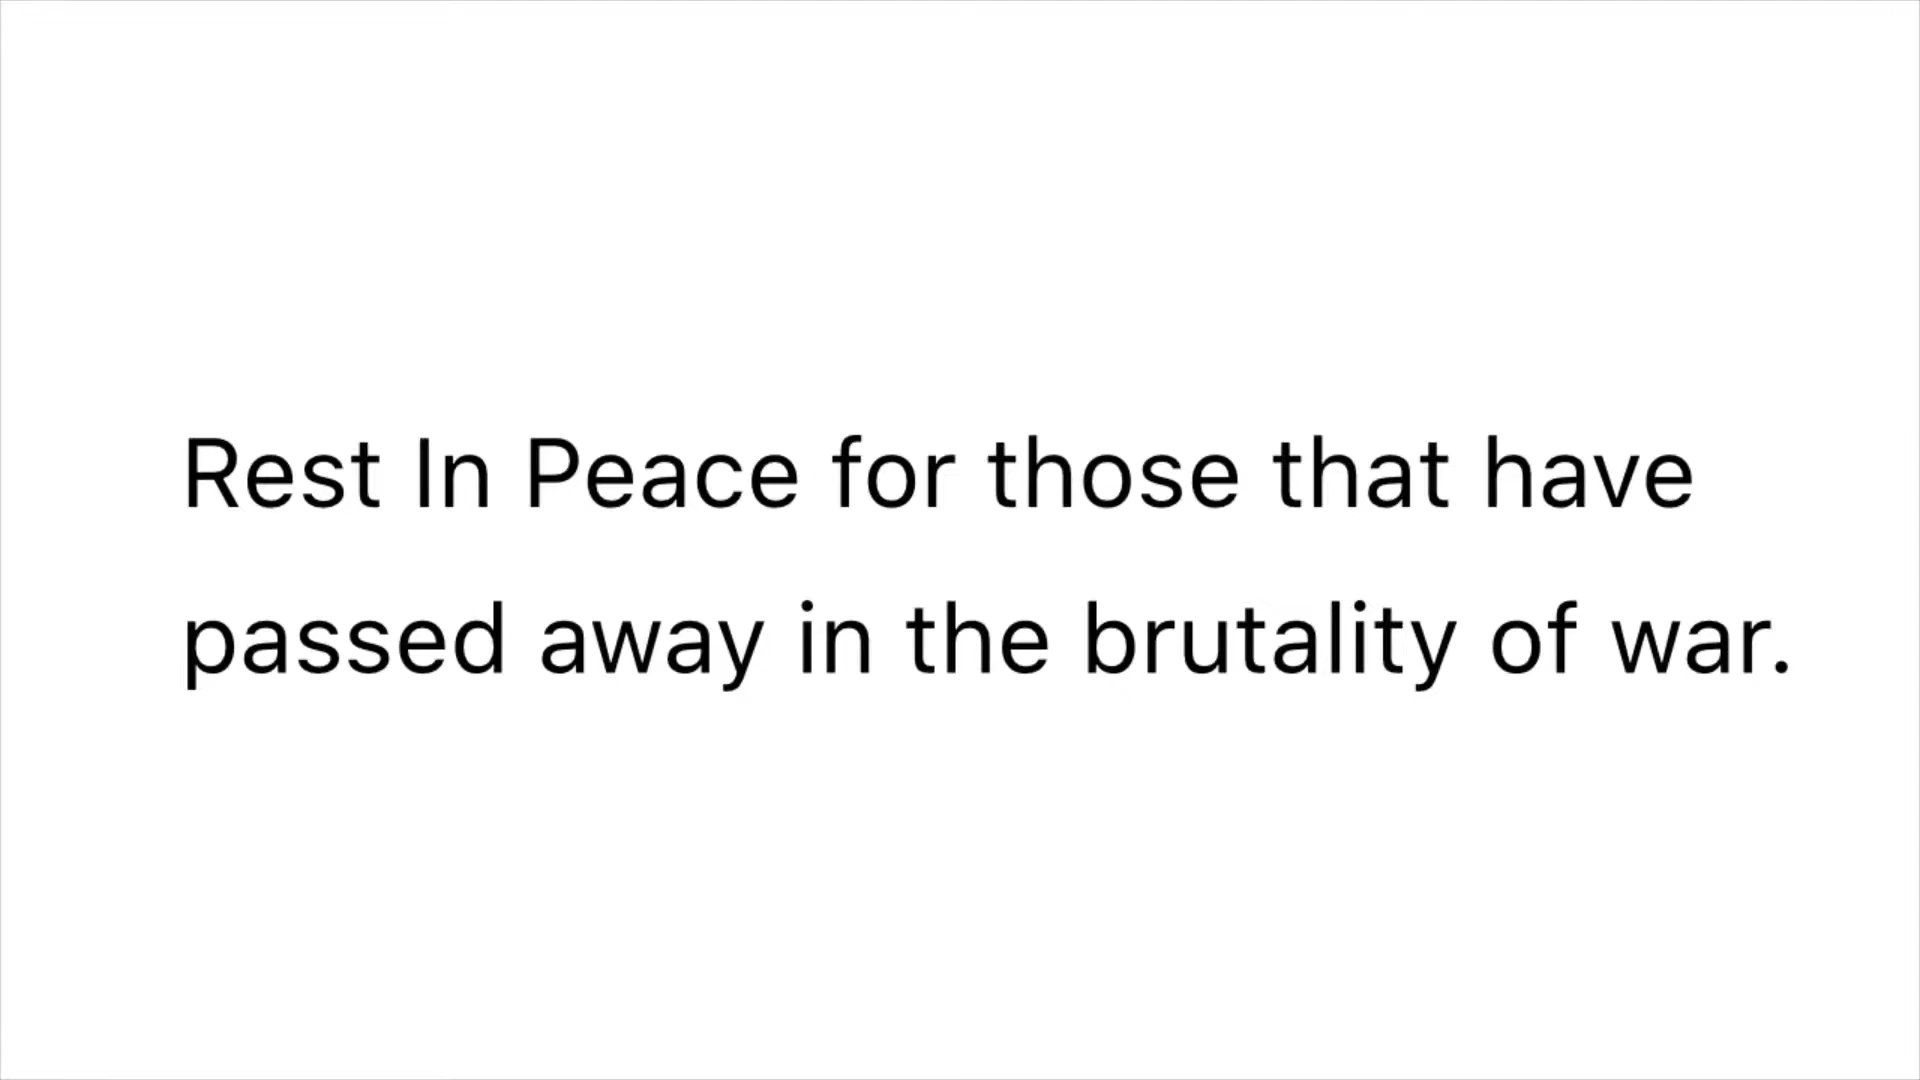 Rest In Peace for those that have
passed away in the brutality of war.